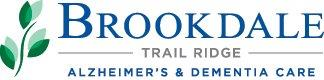 BROOKDALE
TRAIL RIDGE
ALZHEIMER'S & DEMENTIA CARE